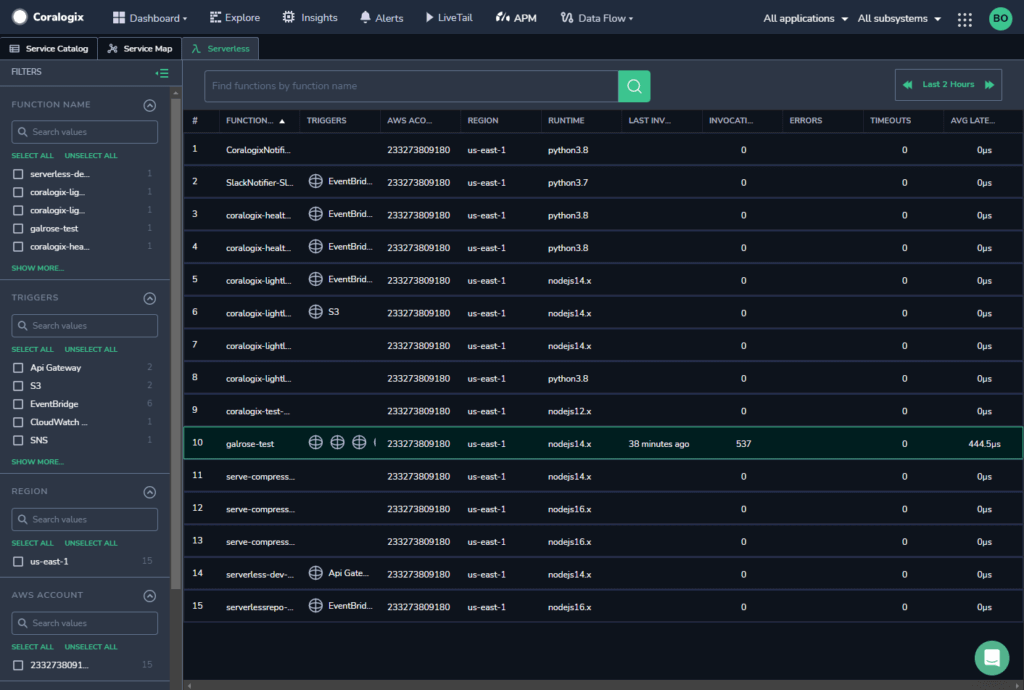 Coralogix Dashboard Explore Insights Alerts LiveTail APM Data Flow All applications All subsystems BO
Service Catalog Service Map Serverless
FILTERS
FUNCTION NAME
Search values
SELECT ALL UNSELECT ALL
serverless-de... 1
coralogix-lig... 1
coralogix-lig... 1
galrose-test 1
coralogix-hea... 1
SHOW MORE...
TRIGGERS
Search values
SELECT ALL UNSELECT ALL
Api Gateway 2
S3 2
EventBridge 6
CloudWatch ... 1
SNS 1
SHOW MORE...
REGION
Search values
SELECT ALL UNSELECT ALL
us-east-1 15
AWS ACCOUNT
Search values
SELECT ALL UNSELECT ALL
2332738091... 15
Find functions by function name
Last 2 Hours
# FUNCTION... TRIGGERS AWS ACO... REGION RUNTIME LAST INV... INVOCATI... ERRORS TIMEOUTS AVG LATE...
1 CoralogixNotifi... 233273809180 us-east-1 python3.8 0 0 0µs
2 SlackNotifier-SL... EventBrid... 233273809180 us-east-1 python3.7 0 0 0µs
3 coralogix-healt... EventBrid... 233273809180 us-east-1 python3.8 0 0 0µs
4 coralogix-healt... EventBrid... 233273809180 us-east-1 python3.8 0 0 0µs
5 coralogix-lightl... EventBrid... 233273809180 us-east-1 nodejs14.x 0 0 0µs
6 coralogix-lightl... S3 233273809180 us-east-1 nodejs14.x 0 0 0µs
7 coralogix-lightl... 233273809180 us-east-1 nodejs14.x 0 0 0µs
8 coralogix-lightl... 233273809180 us-east-1 python3.8 0 0 0µs
9 coralogix-test-... 233273809180 us-east-1 nodejs12.x 0 0 0µs
10 galrose-test 233273809180 us-east-1 nodejs14.x 38 minutes ago 537 0 444.5µs
11 serve-compress... 233273809180 us-east-1 nodejs14.x 0 0 0µs
12 serve-compress... 233273809180 us-east-1 nodejs16.x 0 0 0µs
13 serve-compress... 233273809180 us-east-1 nodejs16.x 0 0 0µs
14 serverless-dev-... Api Gate... 233273809180 us-east-1 nodejs14.x 0 0 0µs
15 serverlessrepo-... EventBrid... 233273809180 us-east-1 nodejs16.x 0 0 0µs